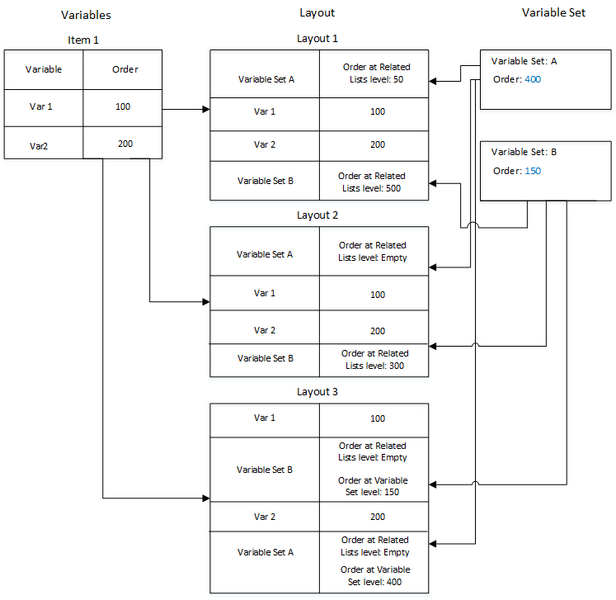 Variables
Layout
Variable Set
Item 1
Variable Order
Var 1 100
Var2 200
Layout 1
Variable Set A
Order at Related
Lists level: 50
Var 1 100
Var 2 200
Variable Set B
Order at Related
Lists level: 500
Layout 2
Variable Set A
Order at Related
Lists level: Empty
Var 1 100
Var 2 200
Variable Set B
Order at Related
Lists level: 300
Layout 3
Var 1 100
Variable Set B
Order at Related
Lists level: Empty
Order at Variable
Set level: 150
Var 2 200
Variable Set A
Order at Related
Lists level: Empty
Order at Variable
Set level: 400
Variable Set: A
Order: 400
Variable Set: B
Order: 150